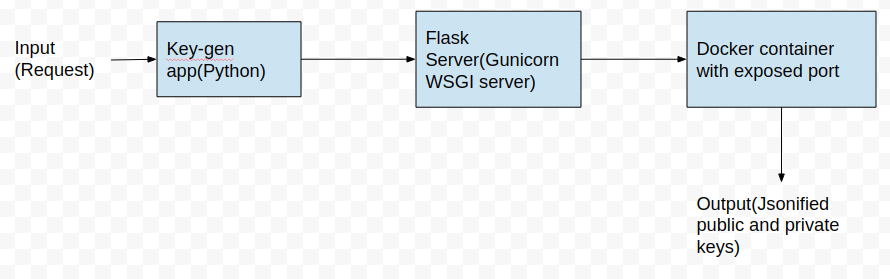 Input
(Request)
Key-gen
app(Python)
Flask
Server(Gunicorn
WSGI server)
Docker container
with exposed port
Output(Jsonified
public and private
keys)